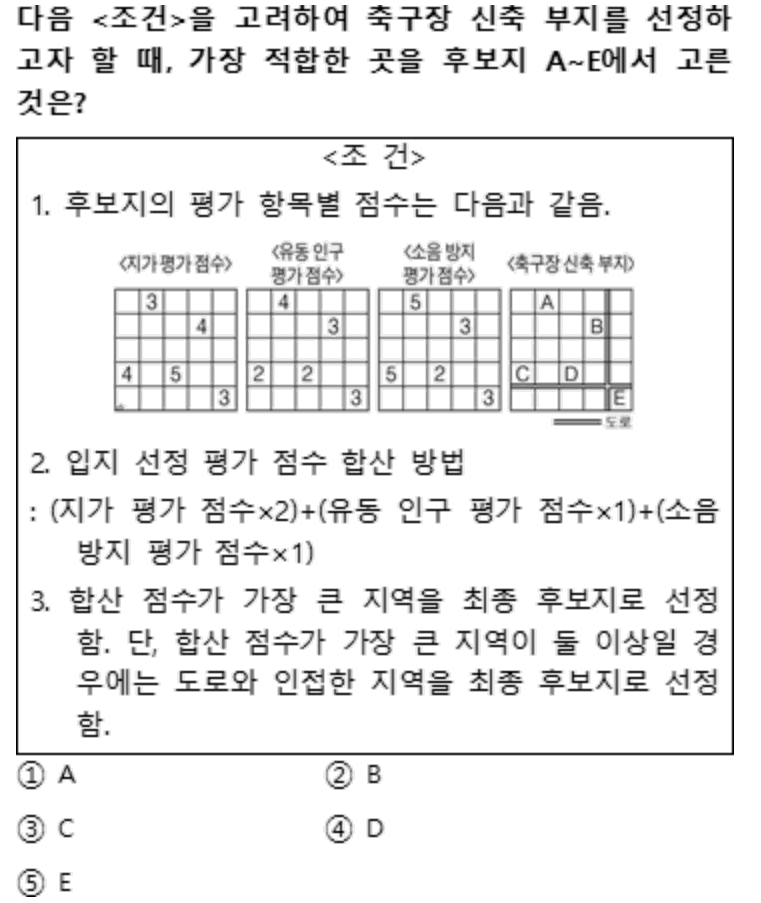 다음 <조건>을 고려하여 축구장 신축 부지를 선정하
고자 할 때, 가장 적합한 곳을 후보지 A~E에서 고른
것은?
<조 건>
1. 후보지의 평가 항목별 점수는 다음과 같음.
<지가 평가 점수> <유동 인구 평가 점수> <소음 방지 평가 점수> <축구장 신축 부지>
3 4 5 A
4 3 3 B
4 5 2 2 5 2 C D
3 3 3 E
도로
2. 입지 선정 평가 점수 합산 방법
: (지가 평가 점수×2)+(유동 인구 평가 점수×1)+(소음
방지 평가 점수×1)
3. 합산 점수가 가장 큰 지역을 최종 후보지로 선정
함. 단, 합산 점수가 가장 큰 지역이 둘 이상일 경
우에는 도로와 인접한 지역을 최종 후보지로 선정
함.
① A ② B
③ C ④ D
⑤ E